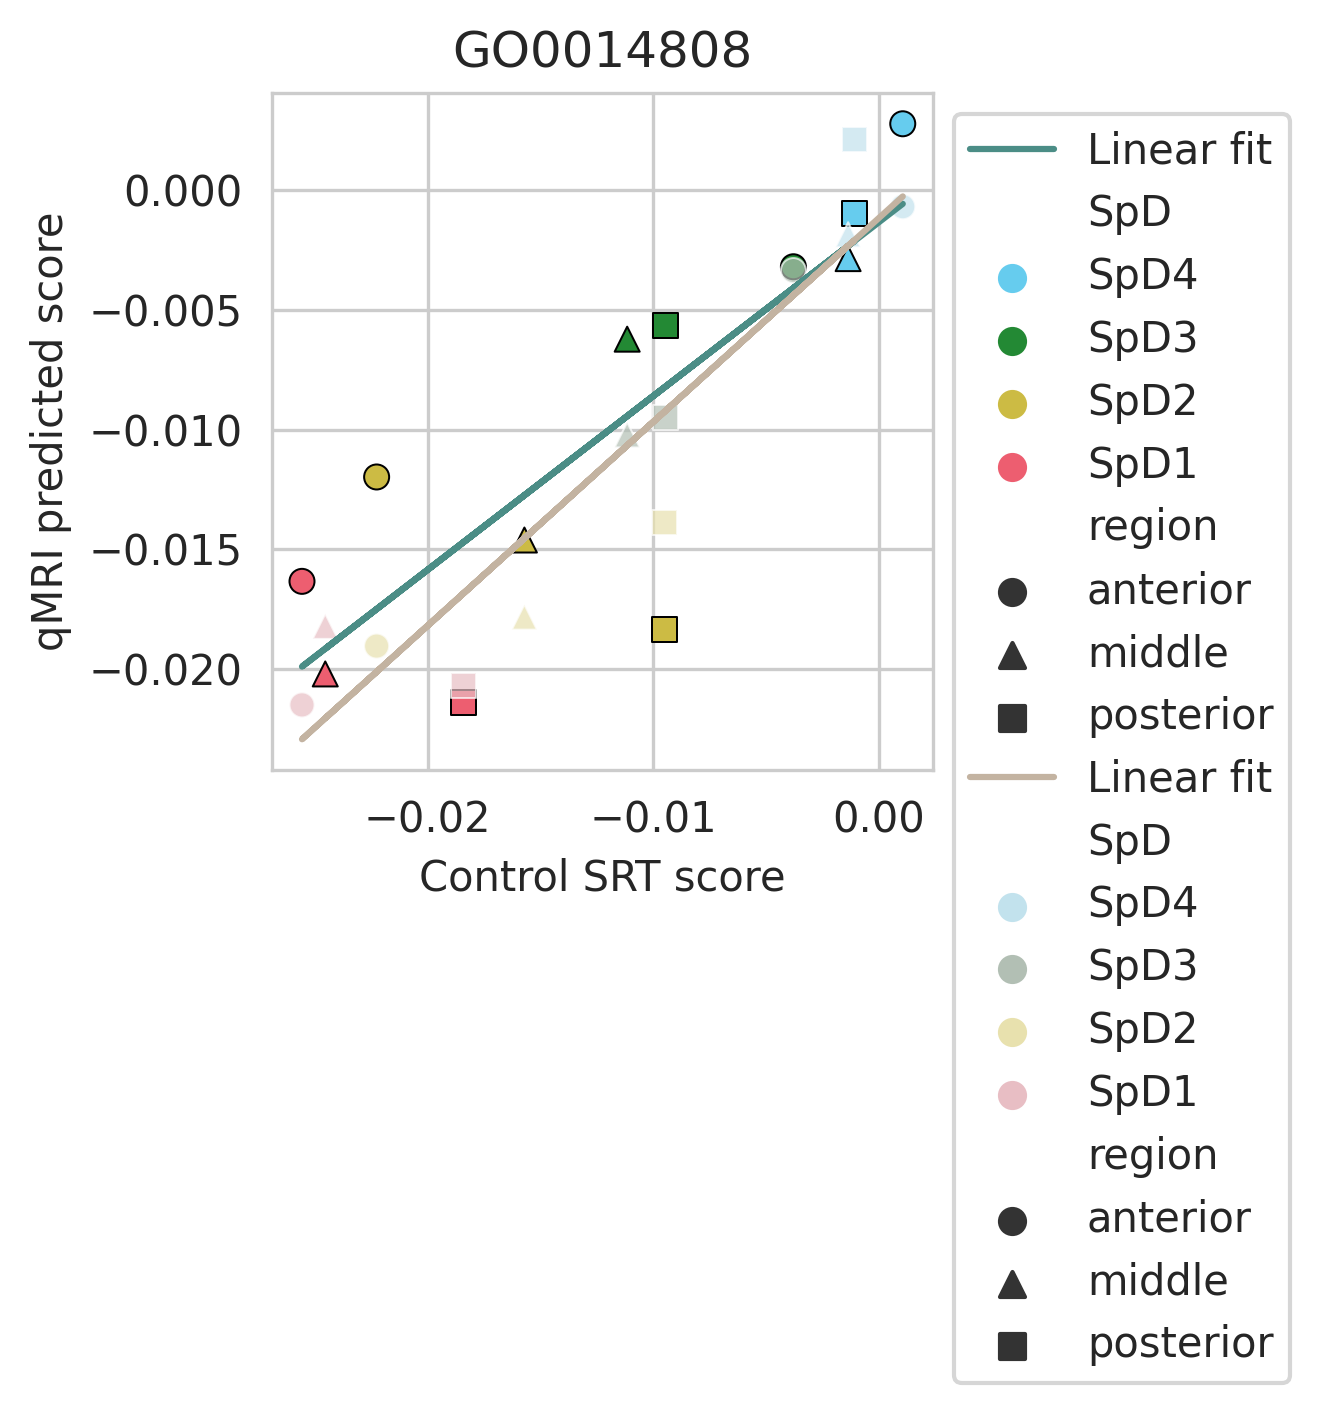 GO0014808
qMRI predicted score
0.000
−0.005
−0.010
−0.015
−0.020
−0.02
−0.01
0.00
Control SRT score
Linear fit
SpD
SpD4
SpD3
SpD2
SpD1
region
anterior
middle
posterior
Linear fit
SpD
SpD4
SpD3
SpD2
SpD1
region
anterior
middle
posterior